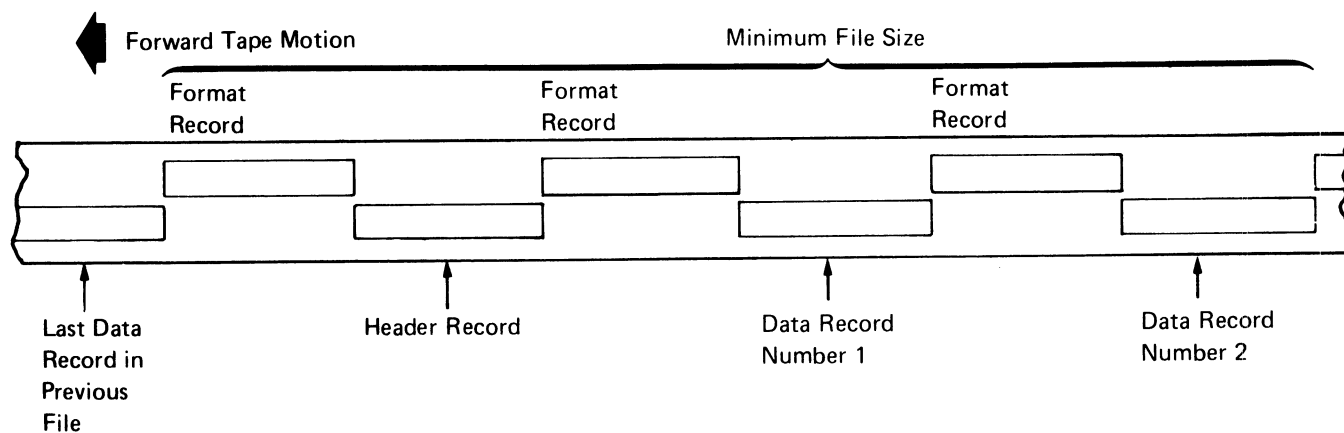 Forward Tape Motion
Minimum File Size
Format
Record
Format
Record
Format
Record
Last Data
Record in
Previous
File
Header Record
Data Record
Number 1
Data Record
Number 2